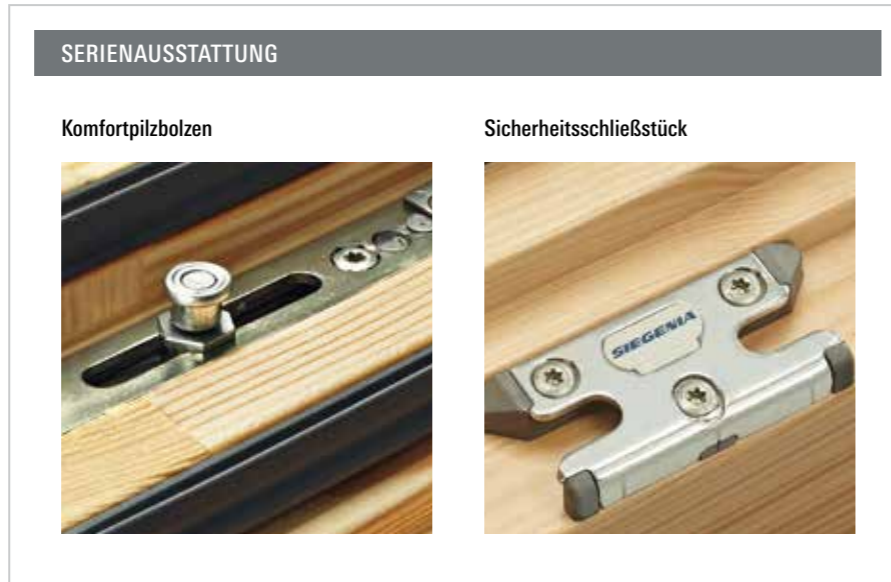 SERIENAUSSTATTUNG
Komfortpilzbolzen
Sicherheitsschließstück
SIEGENIA